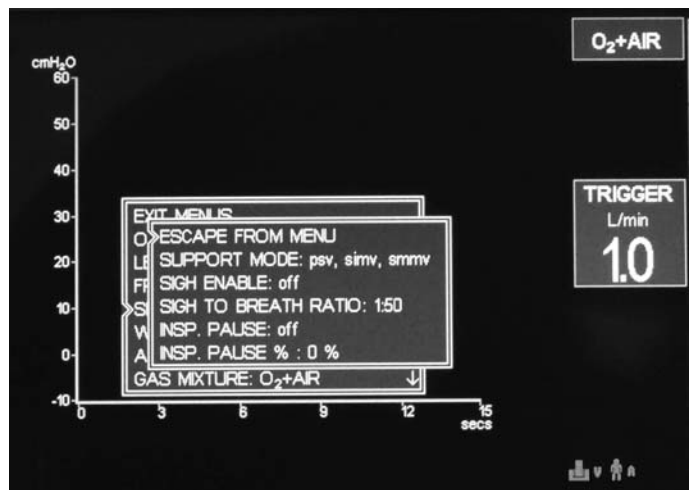 O₂+AIR
cmH₂O
60
50
40
30
20
10
0
-10
0 3 6 9 12 15
secs
EXIT MENUS
ESCAPE FROM MENU
SUPPORT MODE: psv, simv, smmv
SIGH ENABLE: off
SIGH TO BREATH RATIO: 1:50
INSP. PAUSE: off
INSP. PAUSE % : 0 %
GAS MIXTURE: O₂+AIR
TRIGGER
L/min
1.0